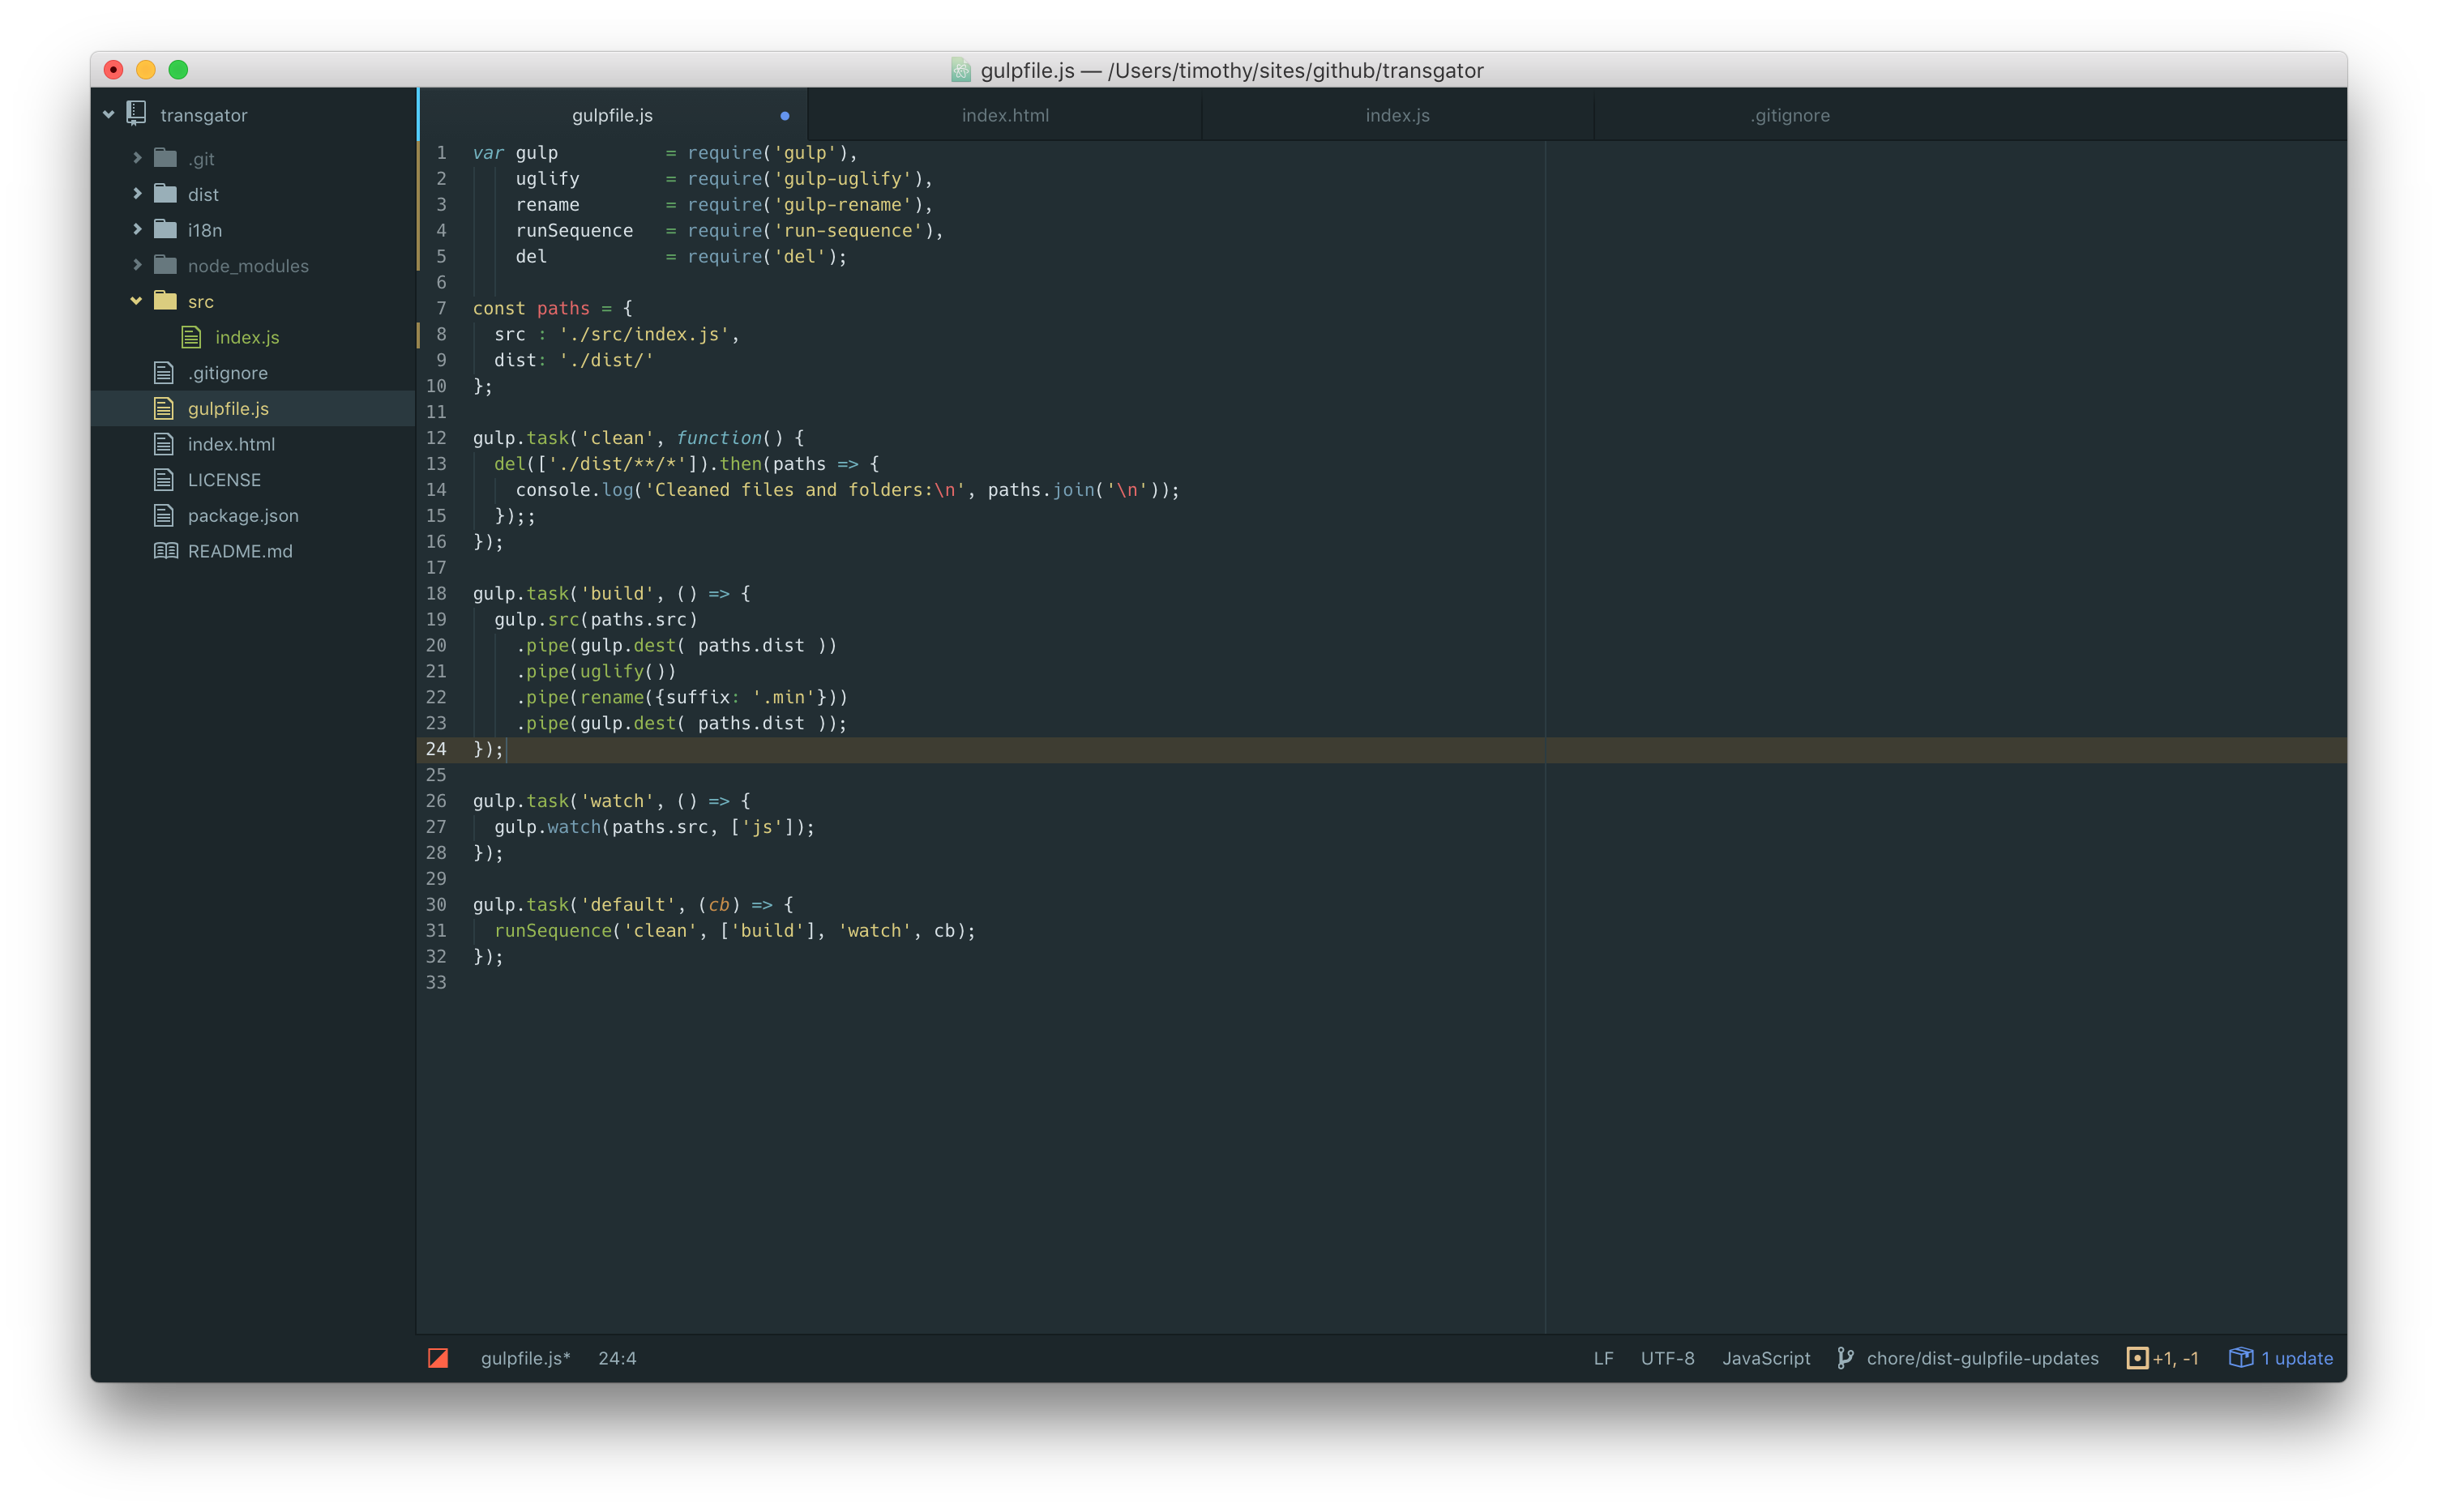 gulpfile.js — /Users/timothy/sites/github/transgator
transgator
.git
dist
i18n
node_modules
src
index.js
.gitignore
gulpfile.js
index.html
LICENSE
package.json
README.md
gulpfile.js index.html index.js .gitignore
1 var gulp          = require('gulp'),
2     uglify        = require('gulp-uglify'),
3     rename        = require('gulp-rename'),
4     runSequence   = require('run-sequence'),
5     del           = require('del');
6
7 const paths = {
8   src : './src/index.js',
9   dist: './dist/'
10 };
11
12 gulp.task('clean', function() {
13   del(['./dist/**/*']).then(paths => {
14     console.log('Cleaned files and folders:\n', paths.join('\n'));
15   });;
16 });
17
18 gulp.task('build', () => {
19   gulp.src(paths.src)
20     .pipe(gulp.dest( paths.dist ))
21     .pipe(uglify())
22     .pipe(rename({suffix: '.min'}))
23     .pipe(gulp.dest( paths.dist ));
24 });
25
26 gulp.task('watch', () => {
27   gulp.watch(paths.src, ['js']);
28 });
29
30 gulp.task('default', (cb) => {
31   runSequence('clean', ['build'], 'watch', cb);
32 });
33
gulpfile.js* 24:4 LF UTF-8 JavaScript chore/dist-gulpfile-updates +1, -1 1 update